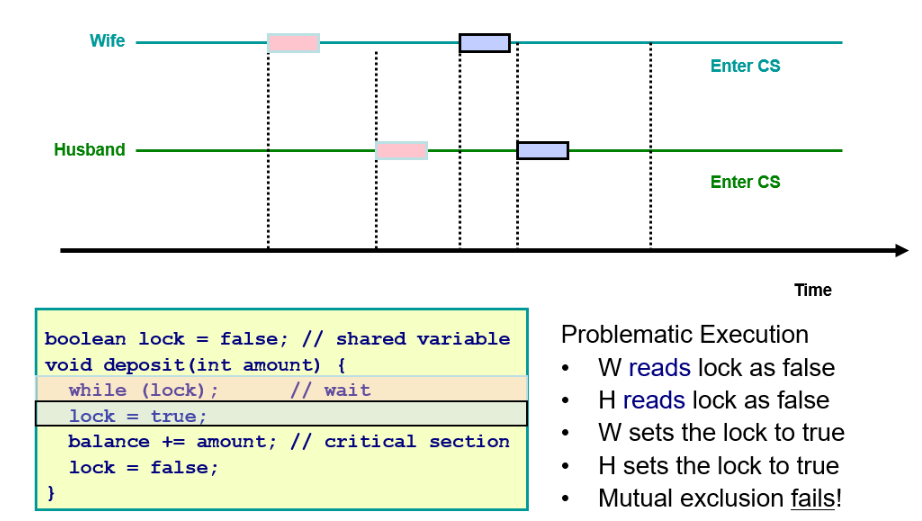 Wife
Enter CS
Husband
Enter CS
Time
boolean lock = false; // shared variable
void deposit(int amount) {
  while (lock);       // wait
  lock = true;
  balance += amount; // critical section
  lock = false;
}
Problematic Execution
• W reads lock as false
• H reads lock as false
• W sets the lock to true
• H sets the lock to true
• Mutual exclusion fails!